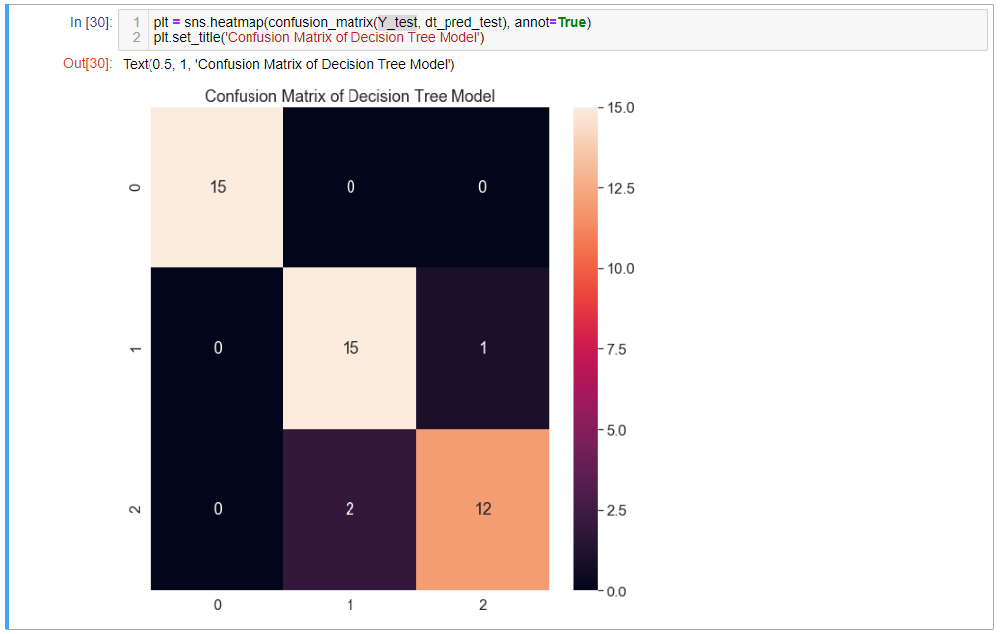 In [30]:
1 plt = sns.heatmap(confusion_matrix(Y_test, dt_pred_test), annot=True)
2 plt.set_title('Confusion Matrix of Decision Tree Model')
Out[30]: Text(0.5, 1, 'Confusion Matrix of Decision Tree Model')
Confusion Matrix of Decision Tree Model
0
15 0 0
1
0 15 1
2
0 2 12
0 1 2
15.0
12.5
10.0
7.5
5.0
2.5
0.0